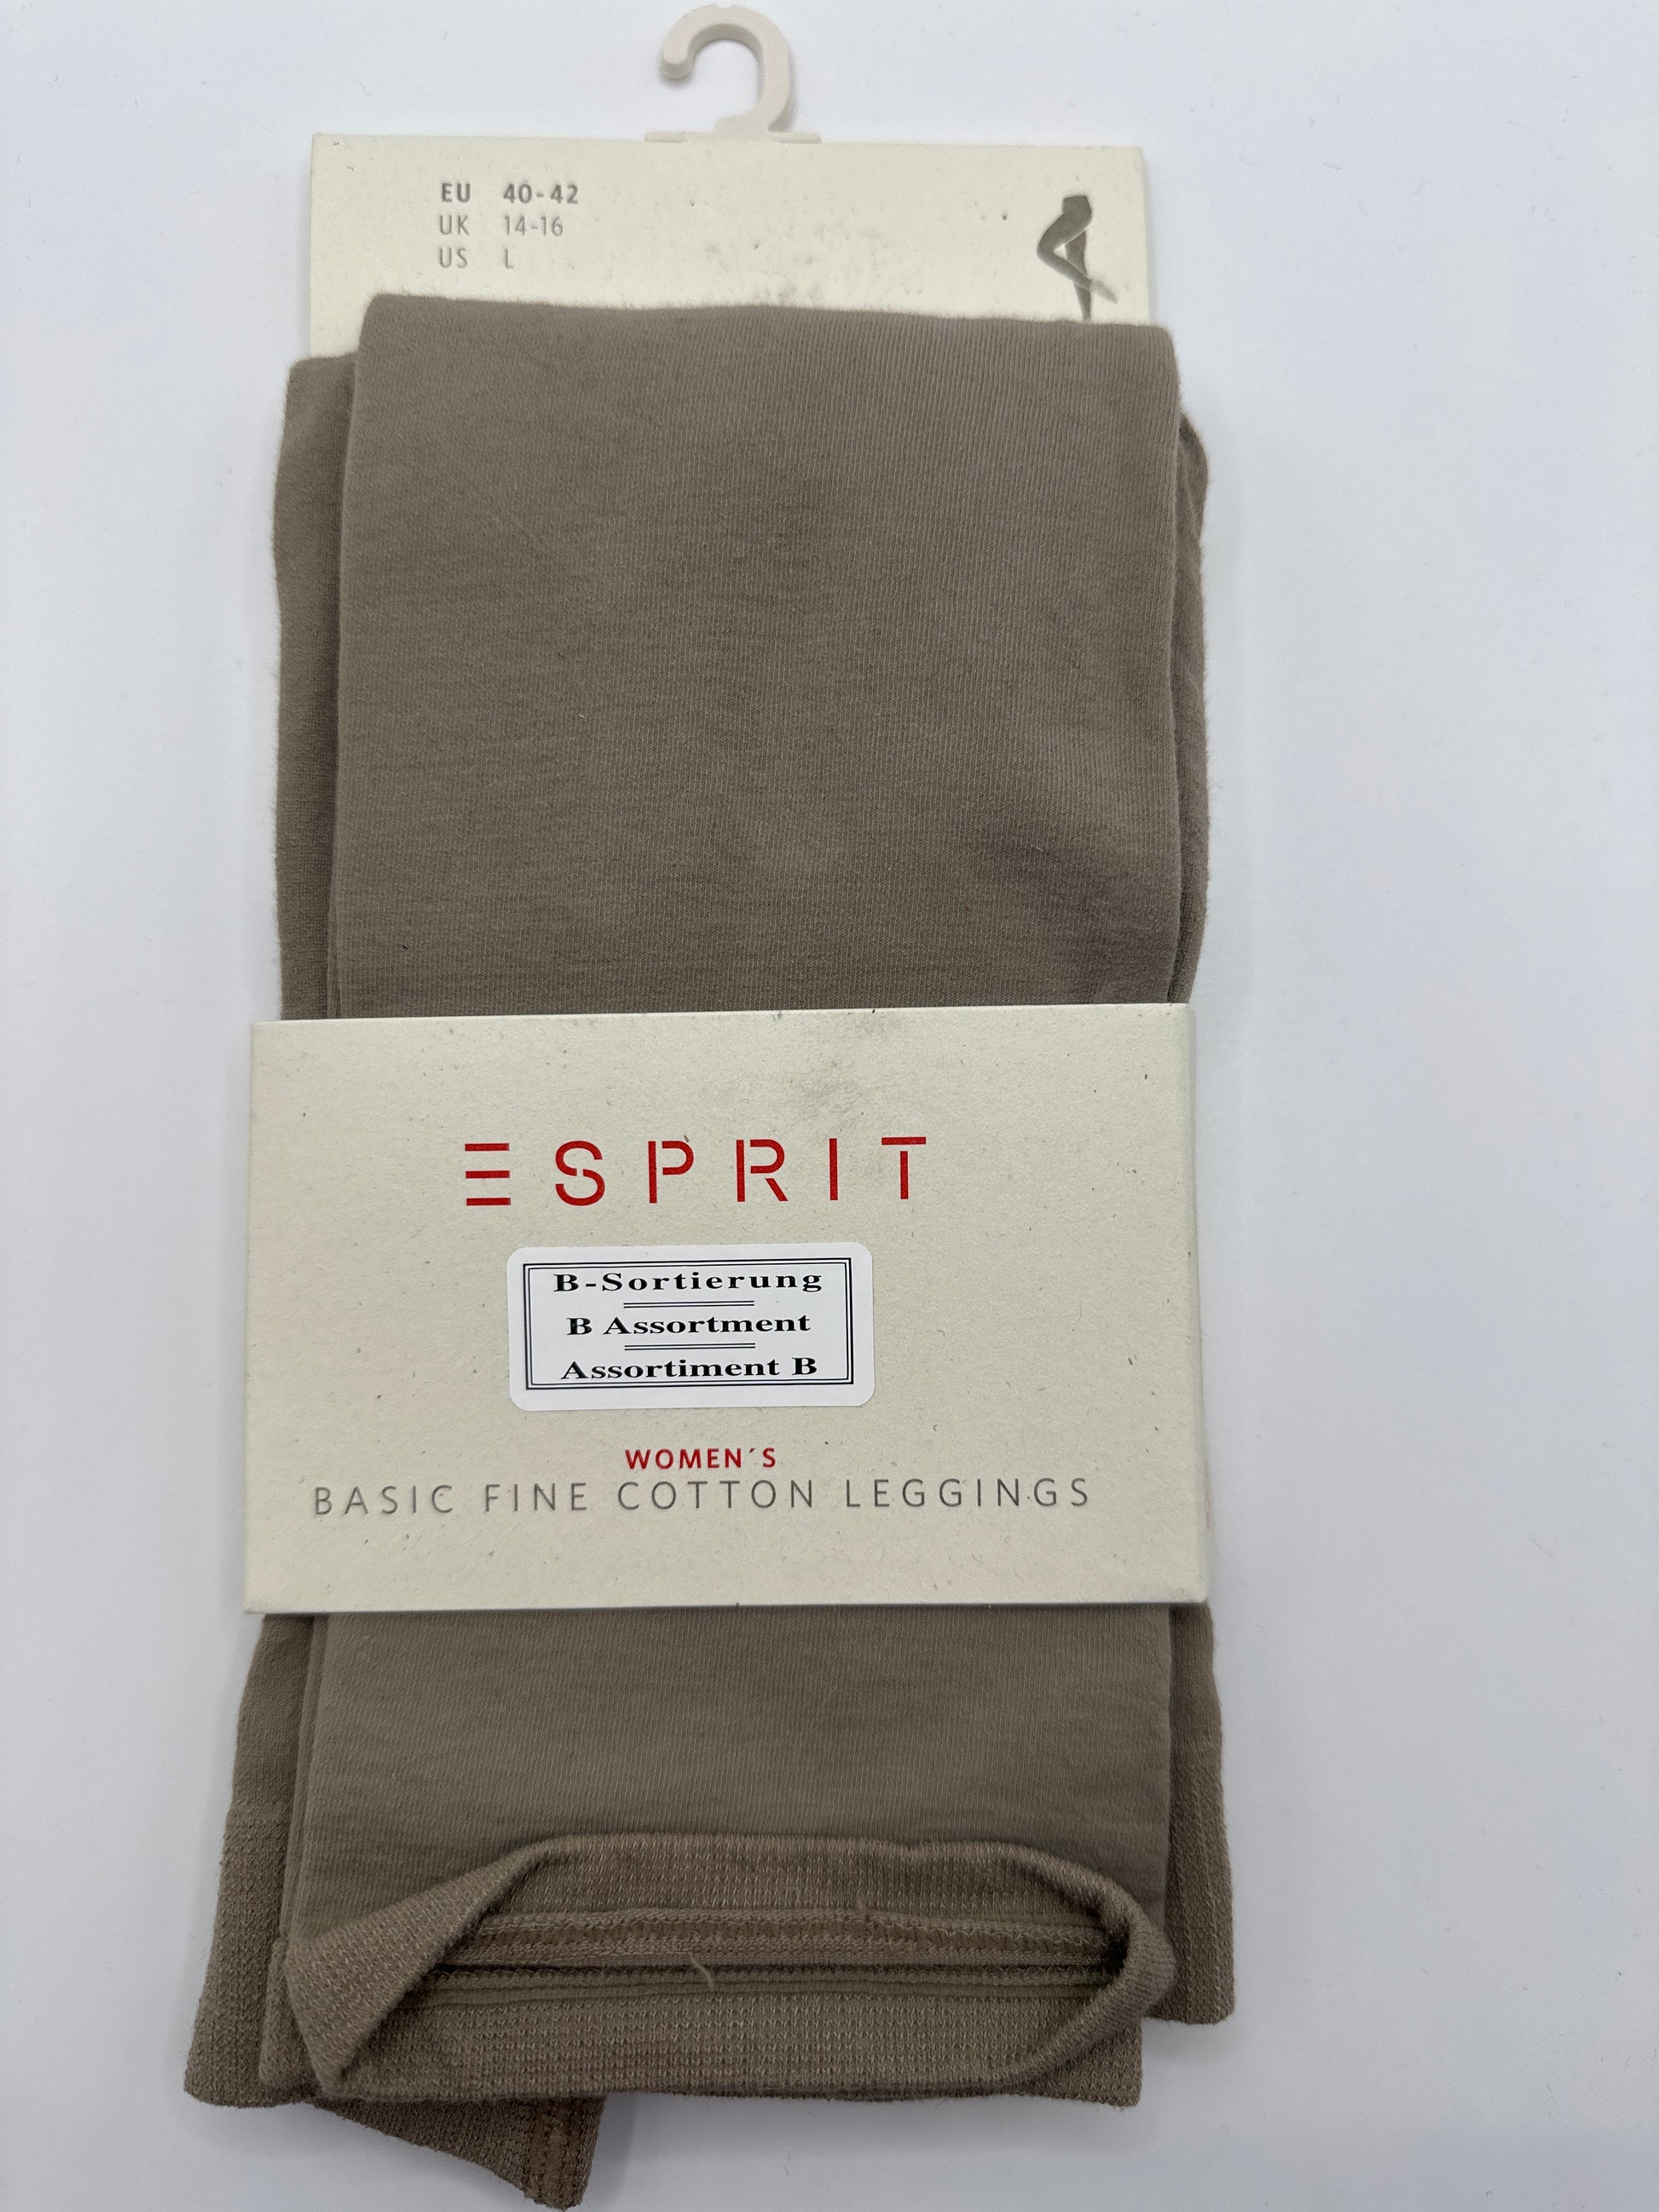 EU 40-42
UK 14-16
US L
ESPRIT
B-Sortierung
B Assortment
Assortiment B
WOMEN´S
BASIC FINE COTTON LEGGINGS